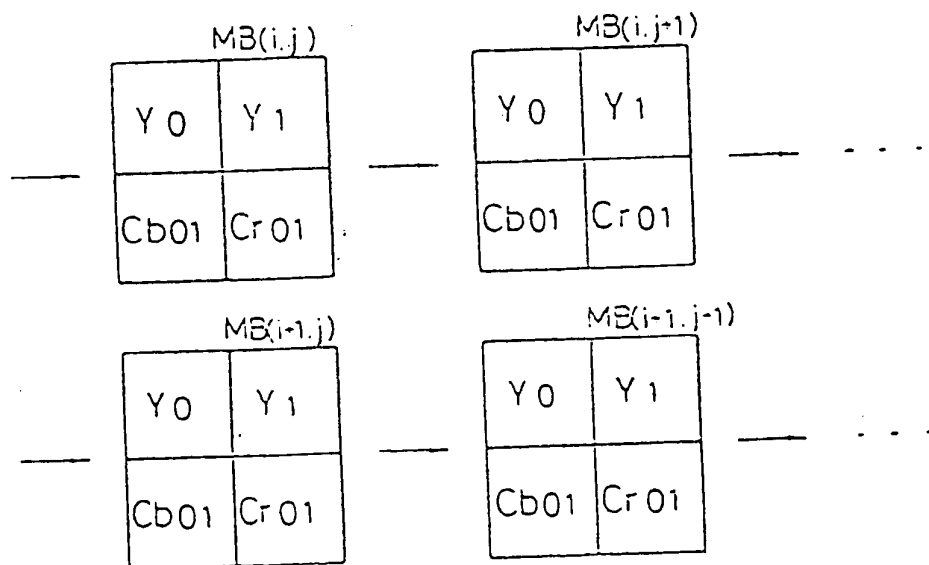 MB(i,j) MB(i,j+1)
Y0 Y1 Y0 Y1
Cb01 Cr01 Cb01 Cr01
MB(i+1,j) MB(i+1,j+1)
Y0 Y1 Y0 Y1
Cb01 Cr01 Cb01 Cr01